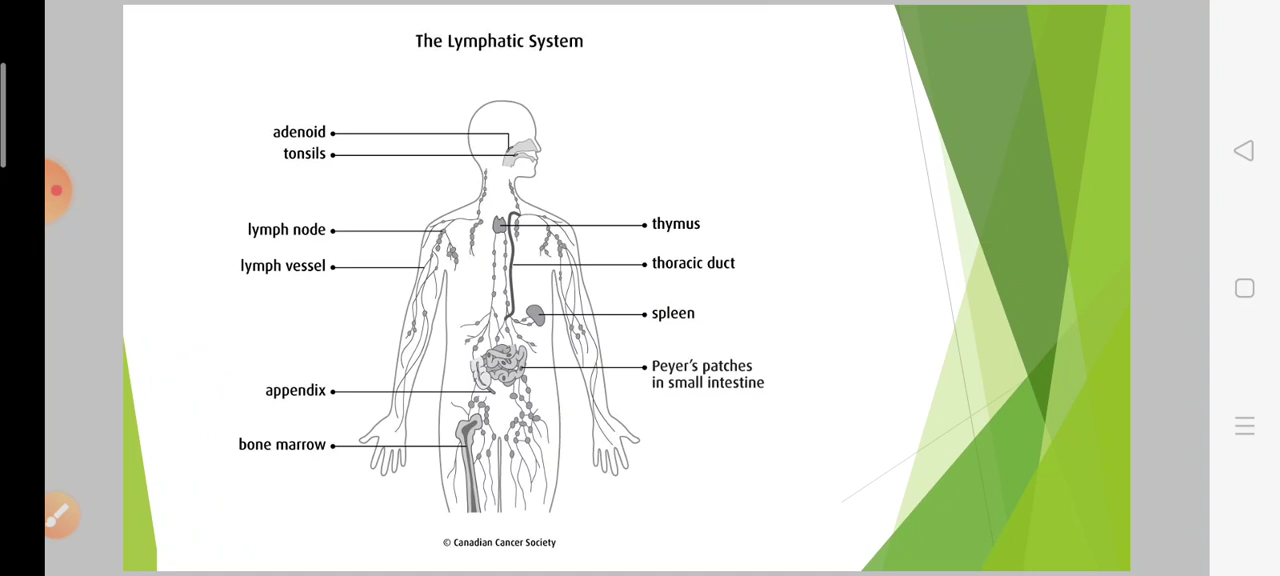 The Lymphatic System
adenoid
tonsils
lymph node
lymph vessel
appendix
bone marrow
thymus
thoracic duct
spleen
Peyer's patches
in small intestine
© Canadian Cancer Society